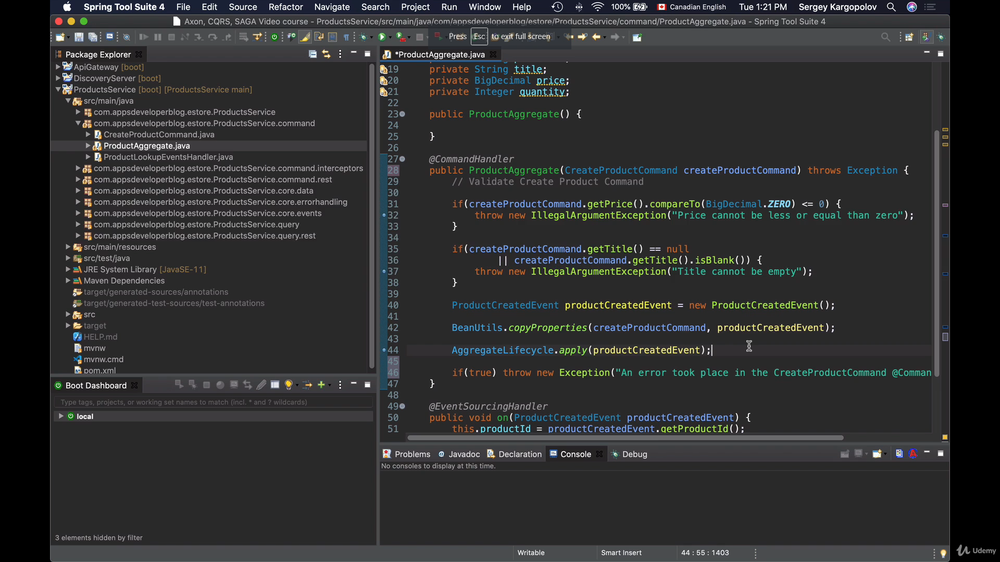 Spring Tool Suite 4 File Edit Source Refactor Navigate Search Project Run Window Help 100% Canadian English Tue 1:21 PM Sergey Kargopolov
Axon, CQRS, SAGA Video course - ProductsService/src/main/java/com/appsdeveloperblog/estore/ProductsService/command/ProductAggregate.java - Spring Tool Suite 4
Press Esc to exit full screen
Package Explorer
ApiGateway [boot]
DiscoveryServer [boot]
ProductsService [boot] [ProductsService main]
src/main/java
com.appsdeveloperblog.estore.ProductsService
com.appsdeveloperblog.estore.ProductsService.command
CreateProductCommand.java
ProductAggregate.java
ProductLookupEventsHandler.java
com.appsdeveloperblog.estore.ProductsService.command.interceptors
com.appsdeveloperblog.estore.ProductsService.command.rest
com.appsdeveloperblog.estore.ProductsService.core.data
com.appsdeveloperblog.estore.ProductsService.core.errorhandling
com.appsdeveloperblog.estore.ProductsService.core.events
com.appsdeveloperblog.estore.ProductsService.query
com.appsdeveloperblog.estore.ProductsService.query.rest
src/main/resources
src/test/java
JRE System Library [JavaSE-11]
Maven Dependencies
target/generated-sources/annotations
target/generated-test-sources/test-annotations
src
target
HELP.md
mvnw
mvnw.cmd
pom.xml
Boot Dashboard
Type tags, projects, or working set names to match (incl. * and ? wildcards)
local
3 elements hidden by filter
*ProductAggregate.java
19 private String title;
20 private BigDecimal price;
21 private Integer quantity;
22
23 public ProductAggregate() {
24
25 }
26
27 @CommandHandler
28 public ProductAggregate(CreateProductCommand createProductCommand) throws Exception {
29 // Validate Create Product Command
30
31 if(createProductCommand.getPrice().compareTo(BigDecimal.ZERO) <= 0) {
32 throw new IllegalArgumentException("Price cannot be less or equal than zero");
33 }
34
35 if(createProductCommand.getTitle() == null
36 || createProductCommand.getTitle().isBlank()) {
37 throw new IllegalArgumentException("Title cannot be empty");
38 }
39
40 ProductCreatedEvent productCreatedEvent = new ProductCreatedEvent();
41
42 BeanUtils.copyProperties(createProductCommand, productCreatedEvent);
43
44 AggregateLifecycle.apply(productCreatedEvent);
45
46 if(true) throw new Exception("An error took place in the CreateProductCommand @Comman
47 }
48
49 @EventSourcingHandler
50 public void on(ProductCreatedEvent productCreatedEvent) {
51 this.productId = productCreatedEvent.getProductId();
Problems @ Javadoc Declaration Console Debug
No consoles to display at this time.
Writable Smart Insert 44 : 55 : 1403
Udemy